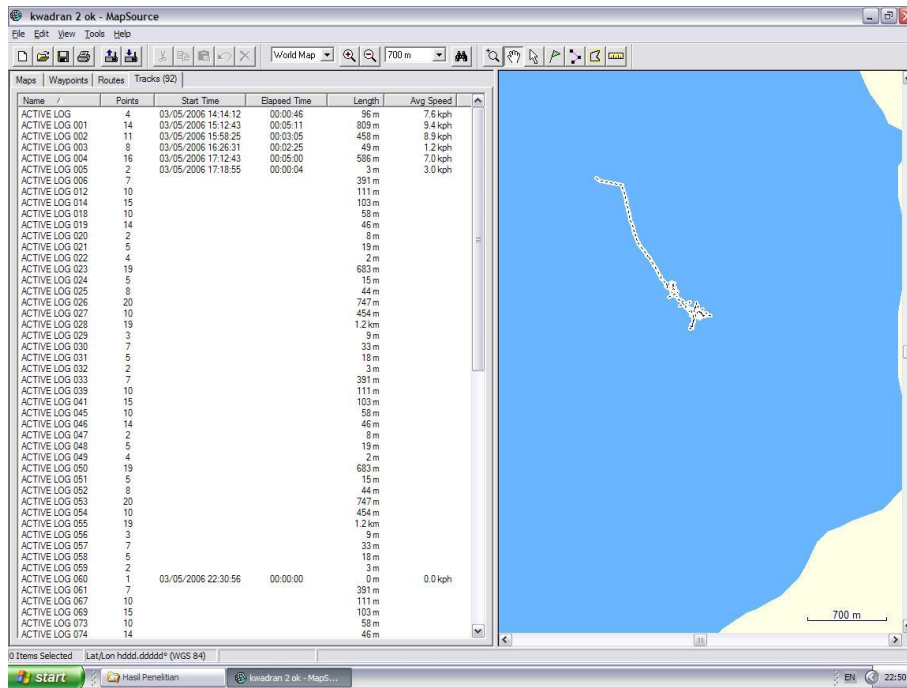 kwadran 2 ok - MapSource
File Edit View Tools Help
World Map 700 m
Maps Waypoints Routes Tracks (92)
Name Points Start Time Elapsed Time Length Avg Speed
ACTIVE LOG 4 03/05/2006 14:14:12 00:00:46 96 m 7.6 kph
ACTIVE LOG 001 14 03/05/2006 15:12:43 00:05:11 809 m 9.4 kph
ACTIVE LOG 002 11 03/05/2006 15:58:25 00:03:05 458 m 8.9 kph
ACTIVE LOG 003 8 03/05/2006 16:26:31 00:02:25 49 m 1.2 kph
ACTIVE LOG 004 16 03/05/2006 17:12:43 00:05:00 586 m 7.0 kph
ACTIVE LOG 005 2 03/05/2006 17:18:55 00:00:04 3 m 3.0 kph
ACTIVE LOG 006 7 391 m
ACTIVE LOG 012 10 111 m
ACTIVE LOG 014 15 103 m
ACTIVE LOG 018 10 58 m
ACTIVE LOG 019 14 46 m
ACTIVE LOG 020 2 8 m
ACTIVE LOG 021 5 19 m
ACTIVE LOG 022 4 2 m
ACTIVE LOG 023 19 683 m
ACTIVE LOG 024 5 15 m
ACTIVE LOG 025 8 44 m
ACTIVE LOG 026 20 747 m
ACTIVE LOG 027 10 454 m
ACTIVE LOG 028 19 1.2 km
ACTIVE LOG 029 3 9 m
ACTIVE LOG 030 7 33 m
ACTIVE LOG 031 5 18 m
ACTIVE LOG 032 2 3 m
ACTIVE LOG 033 7 391 m
ACTIVE LOG 039 10 111 m
ACTIVE LOG 041 15 103 m
ACTIVE LOG 045 10 58 m
ACTIVE LOG 046 14 46 m
ACTIVE LOG 047 2 8 m
ACTIVE LOG 048 5 19 m
ACTIVE LOG 049 4 2 m
ACTIVE LOG 050 19 683 m
ACTIVE LOG 051 5 15 m
ACTIVE LOG 052 8 44 m
ACTIVE LOG 053 20 747 m
ACTIVE LOG 054 10 454 m
ACTIVE LOG 055 19 1.2 km
ACTIVE LOG 056 3 9 m
ACTIVE LOG 057 7 33 m
ACTIVE LOG 058 5 18 m
ACTIVE LOG 059 2 3 m
ACTIVE LOG 060 1 03/05/2006 22:30:56 00:00:00 0 m 0.0 kph
ACTIVE LOG 061 7 391 m
ACTIVE LOG 067 10 111 m
ACTIVE LOG 069 15 103 m
ACTIVE LOG 073 10 58 m
ACTIVE LOG 074 14 46 m
700 m
0 Items Selected Lat/Lon hddd.ddddd° (WGS 84)
start Hasil Penelitian kwadran 2 ok - MapS... EN 22:50